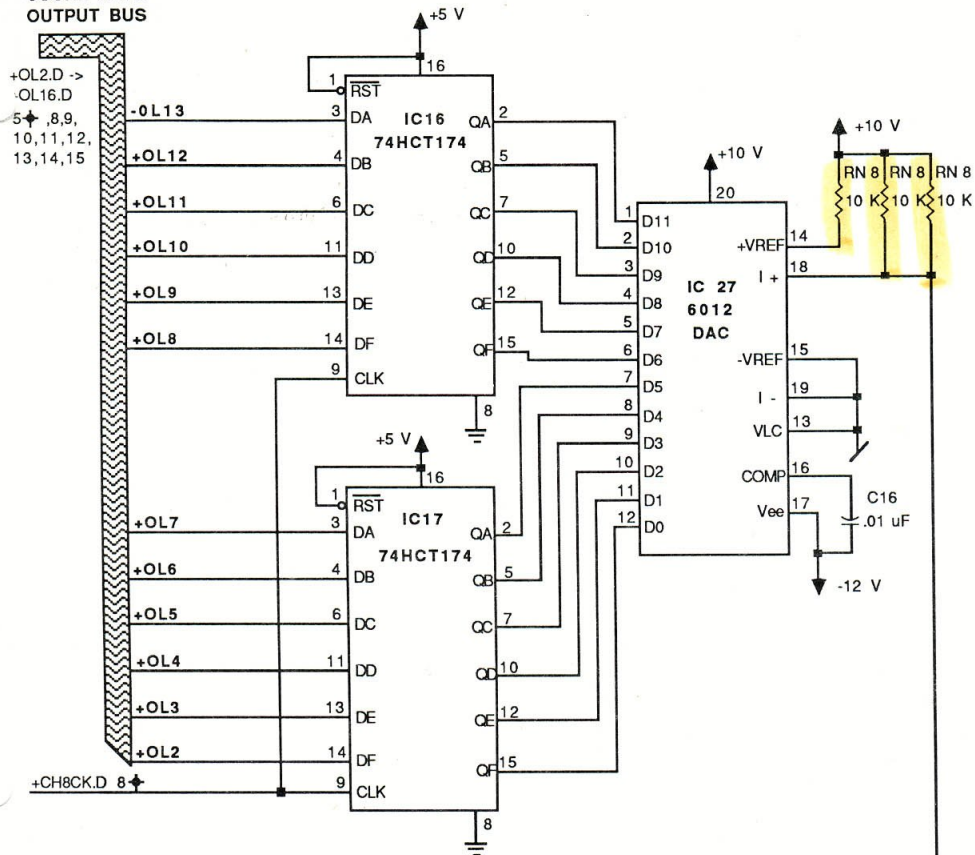 OUTPUT BUS
+OL2.D ->
OL16.D
5 ,8,9,
10,11,12,
13,14,15
-0L13
+OL12
+OL11
+OL10
+OL9
+OL8
+5 V
16
1 RST
3 DA
4 DB
6 DC
11 DD
13 DE
14 DF
9 CLK
IC16
74HCT174
QA 2
QB 5
QC 7
QD 10
QE 12
QF 15
8
+5 V
16
1 RST
3 DA
4 DB
6 DC
11 DD
13 DE
14 DF
9 CLK
IC17
74HCT174
QA 2
QB 5
QC 7
QD 10
QE 12
QF 15
8
+OL7
+OL6
+OL5
+OL4
+OL3
+OL2
+CH8CK.D 8
+10 V
20
1 D11
2 D10
3 D9
4 D8
5 D7
6 D6
7 D5
8 D4
9 D3
10 D2
11 D1
12 D0
IC 27
6012
DAC
+VREF 14
I + 18
-VREF 15
I - 19
VLC 13
COMP 16
Vee 17
+10 V
RN 8 RN 8 RN 8
10 K 10 K 10 K
C16
.01 uF
-12 V